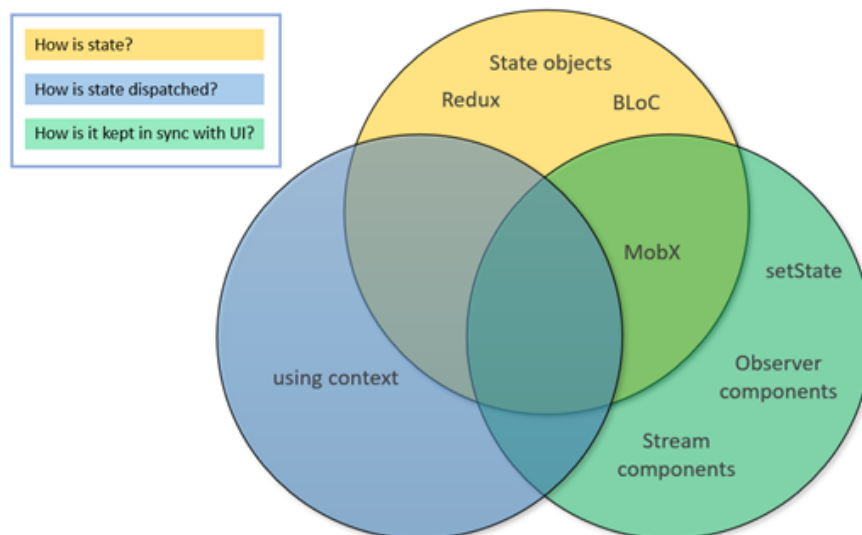 How is state?
How is state dispatched?
How is it kept in sync with UI?
State objects
Redux
BLoC
MobX
setState
using context
Observer
components
Stream
components